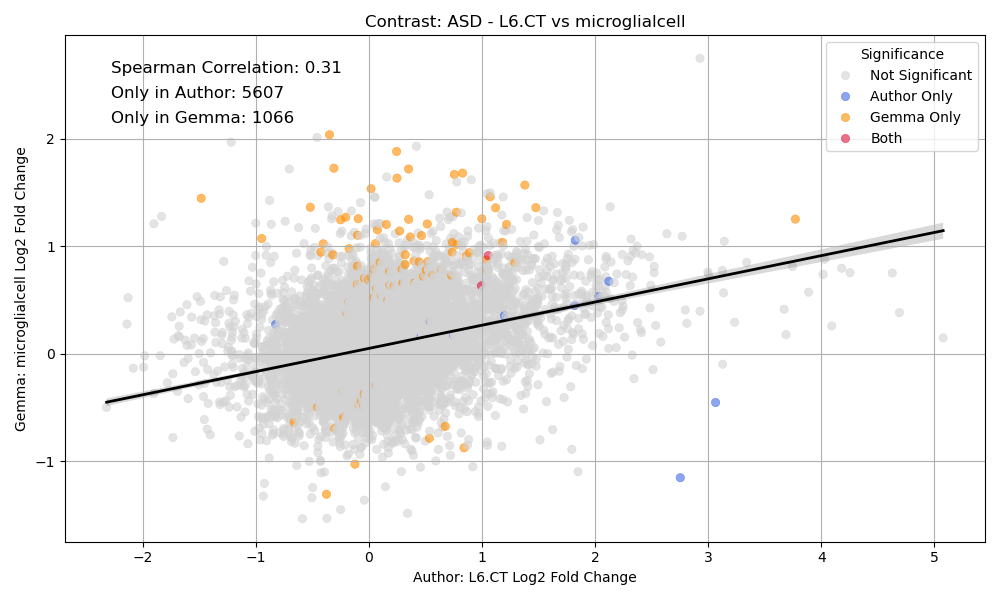 Contrast: ASD - L6.CT vs microglialcell
Spearman Correlation: 0.31
Only in Author: 5607
Only in Gemma: 1066
Significance
Not Significant
Author Only
Gemma Only
Both
Gemma: microglialcell Log2 Fold Change
2
1
0
−1
−2
−1
0
1
2
3
4
5
Author: L6.CT Log2 Fold Change